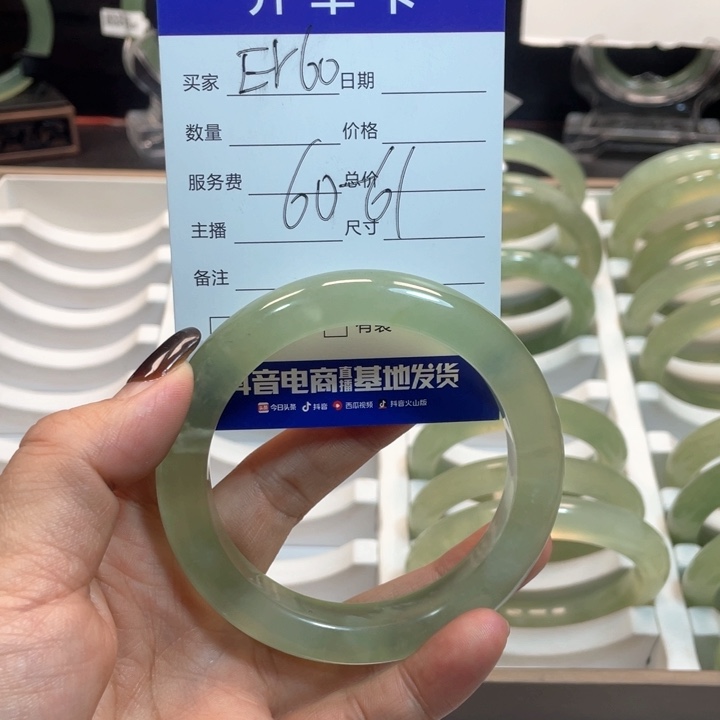 开单卡
买家 Er60 日期
数量 价格
服务费 总价
60-61
主播 尺寸
备注
有装
抖音电商直播基地发货
今日头条 抖音 西瓜视频 抖音火山版